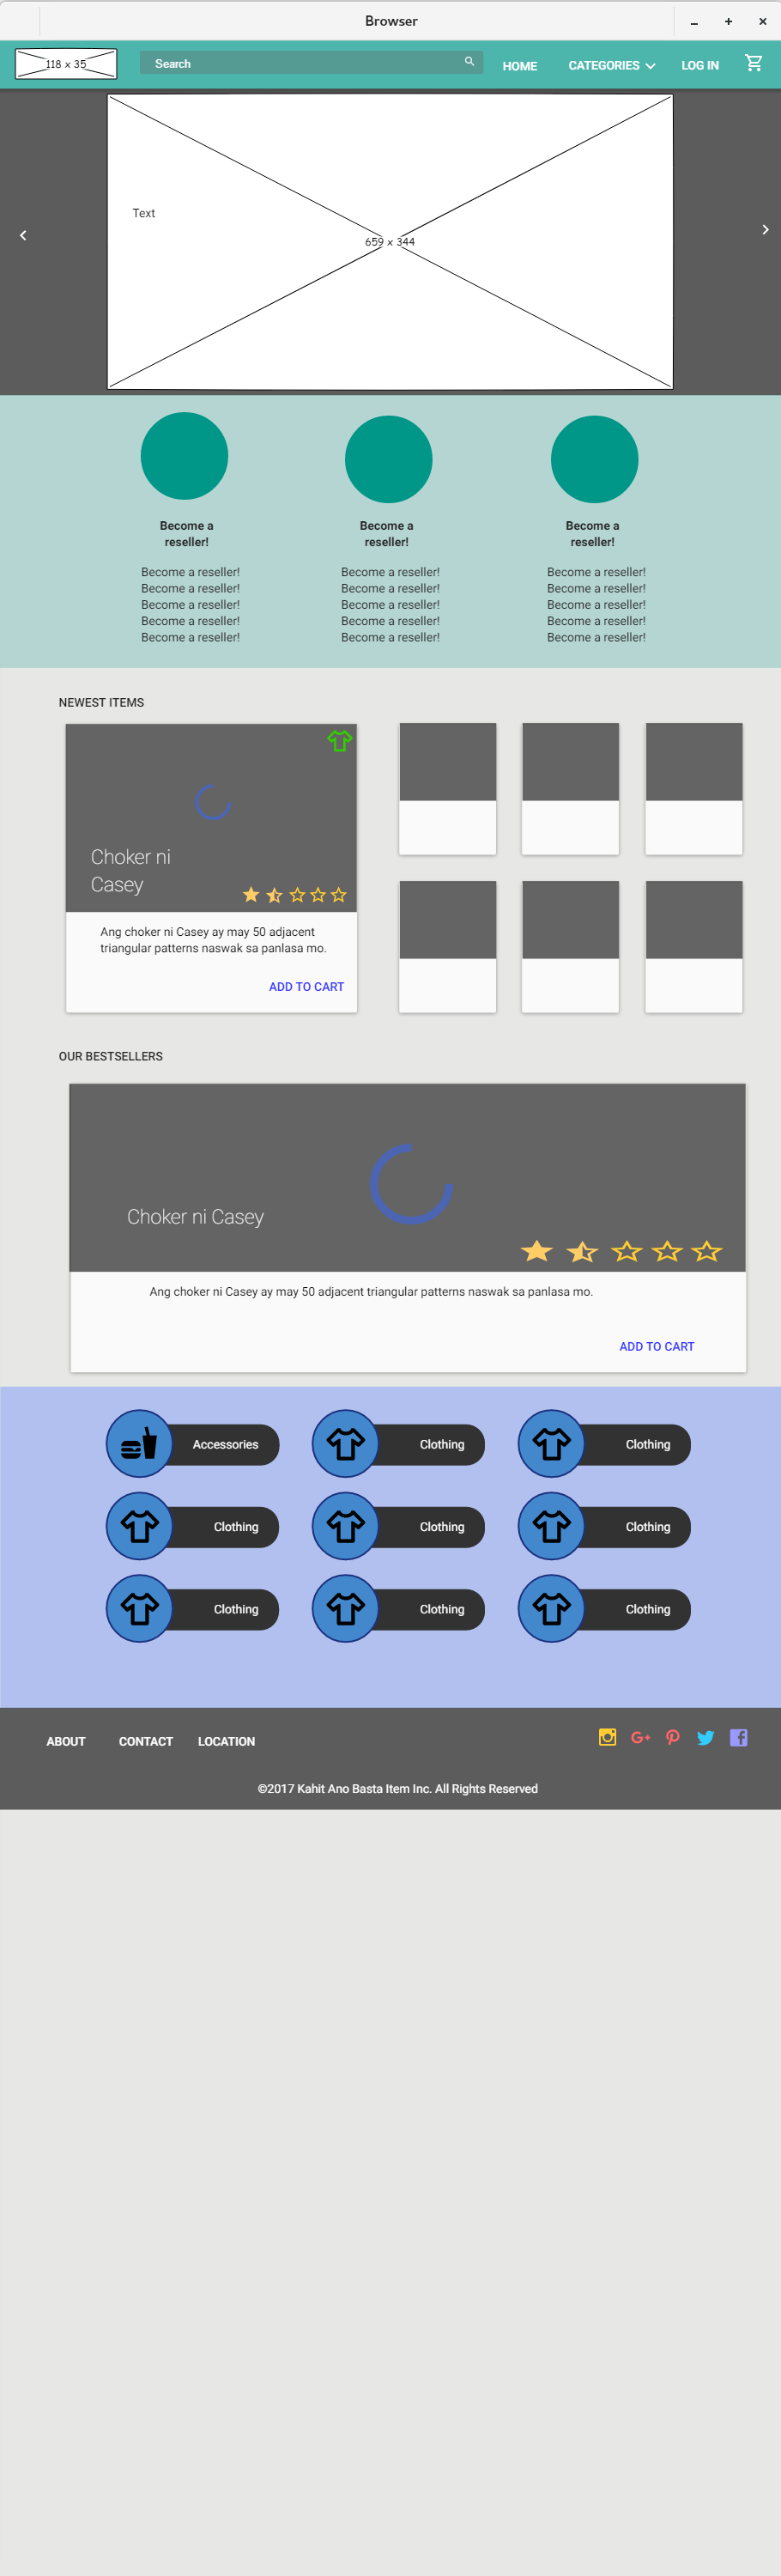 Browser
118 x 35
Search
HOME
CATEGORIES
LOG IN
Text
659 x 344
Become a
reseller!
Become a reseller!
Become a reseller!
Become a reseller!
Become a reseller!
Become a reseller!
Become a
reseller!
Become a reseller!
Become a reseller!
Become a reseller!
Become a reseller!
Become a reseller!
Become a
reseller!
Become a reseller!
Become a reseller!
Become a reseller!
Become a reseller!
Become a reseller!
NEWEST ITEMS
Choker ni
Casey
Ang choker ni Casey ay may 50 adjacent
triangular patterns naswak sa panlasa mo.
ADD TO CART
OUR BESTSELLERS
Choker ni Casey
Ang choker ni Casey ay may 50 adjacent triangular patterns naswak sa panlasa mo.
ADD TO CART
Accessories
Clothing
Clothing
Clothing
Clothing
Clothing
Clothing
Clothing
Clothing
ABOUT
CONTACT
LOCATION
©2017 Kahit Ano Basta Item Inc. All Rights Reserved